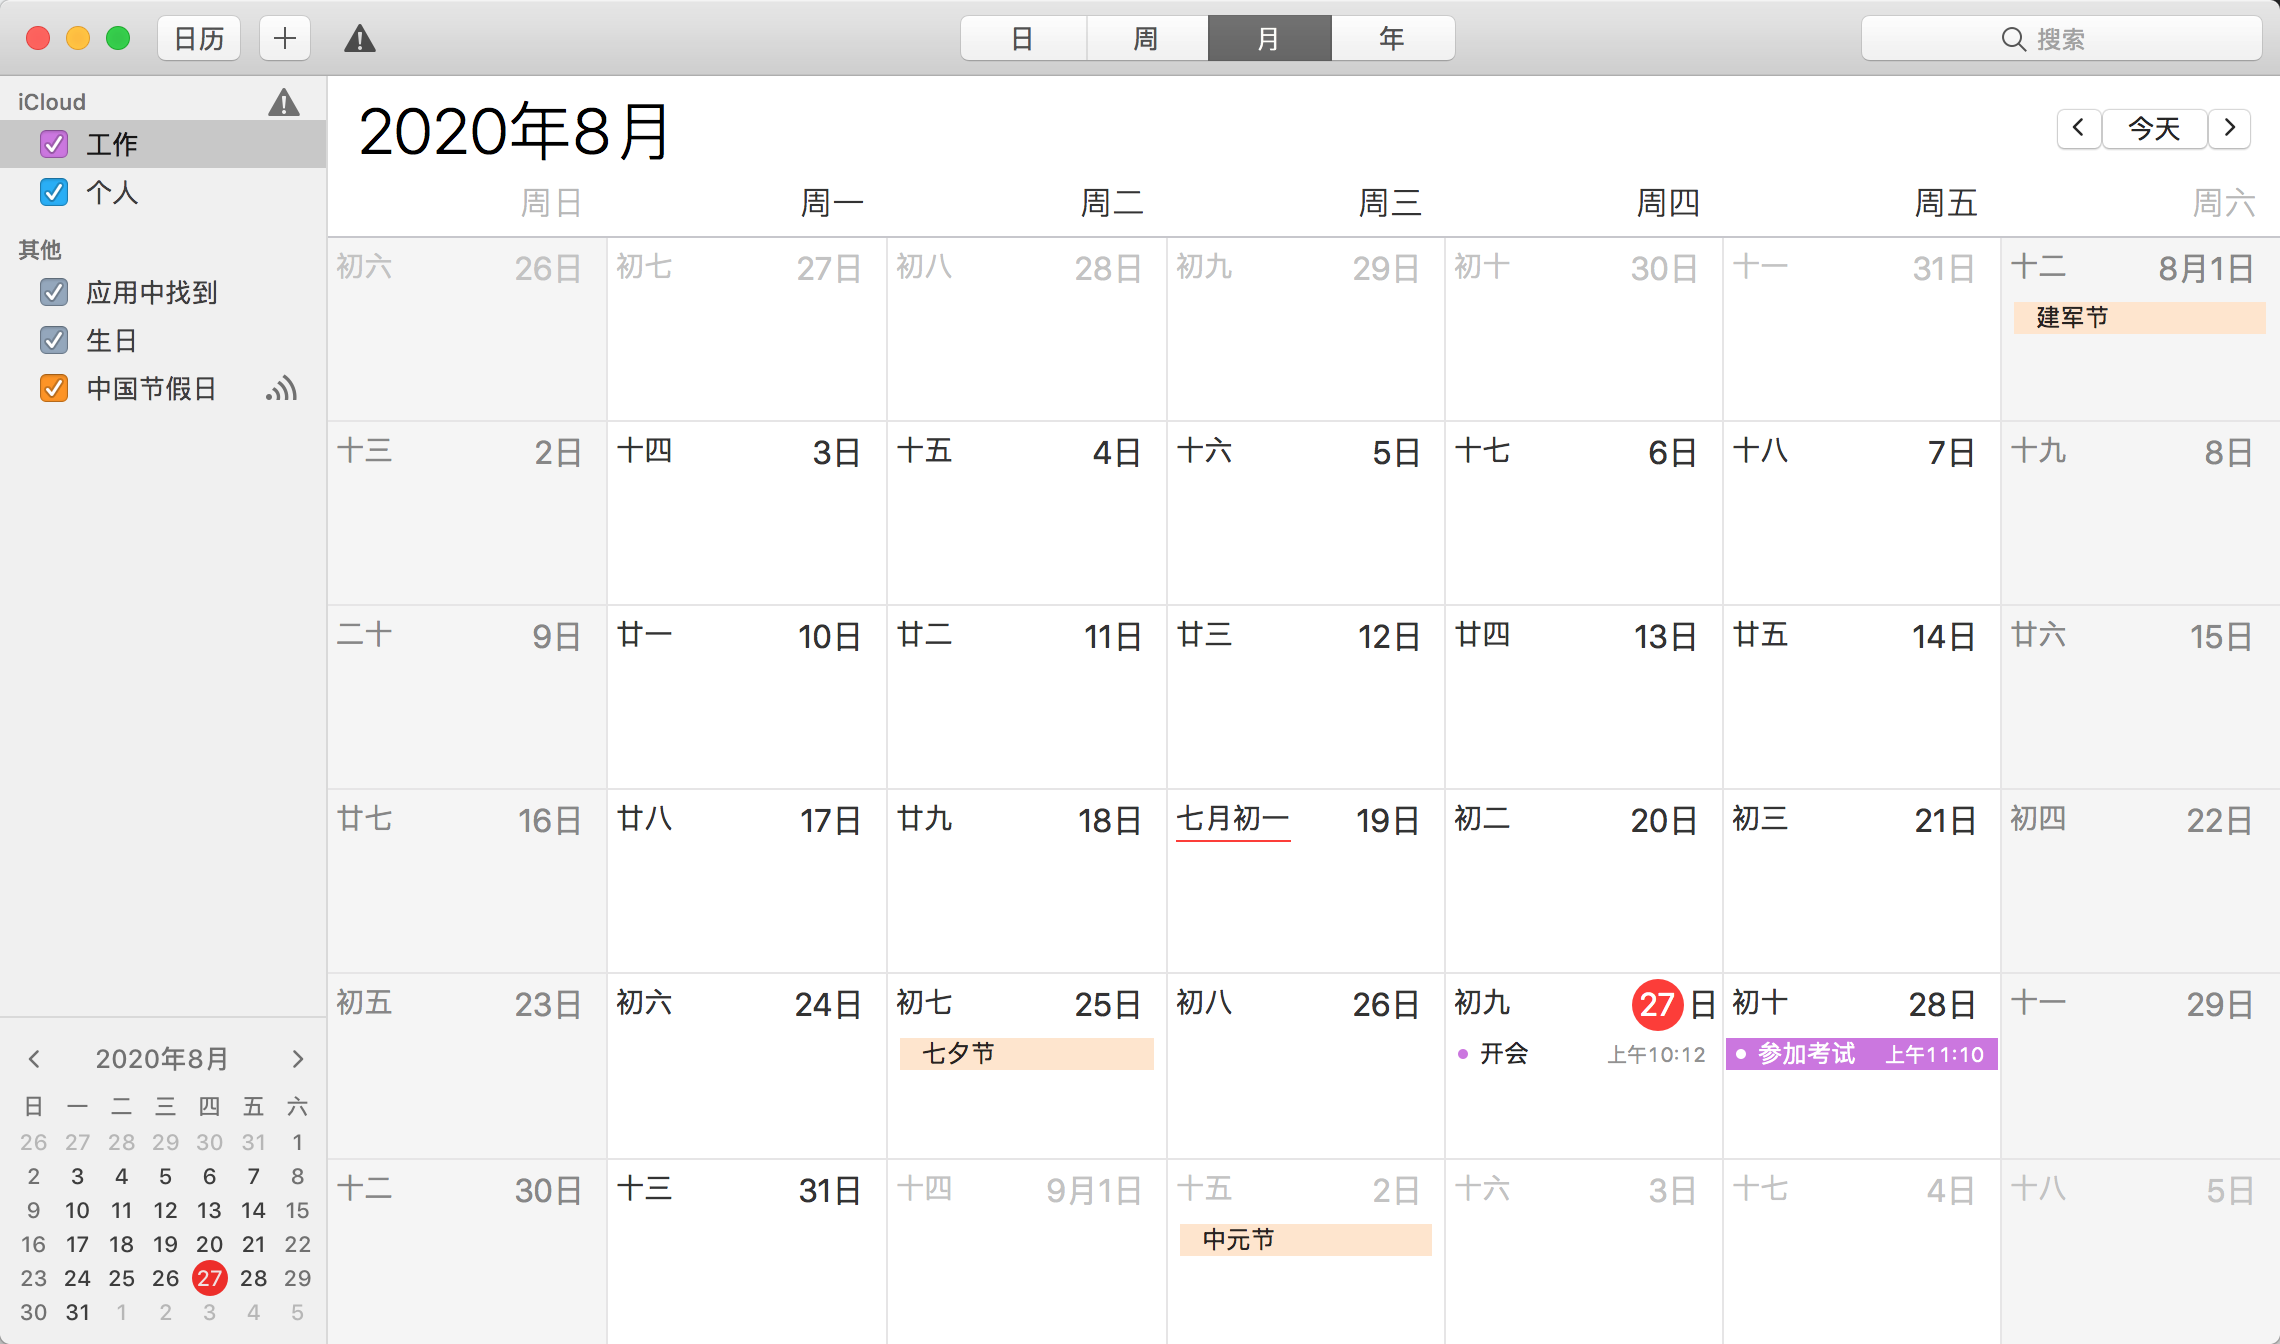 日历 日 周 月 年 搜索
iCloud
工作
个人
其他
应用中找到
生日
中国节假日
2020年8月
日 一 二 三 四 五 六
26 27 28 29 30 31 1
2 3 4 5 6 7 8
9 10 11 12 13 14 15
16 17 18 19 20 21 22
23 24 25 26 27 28 29
30 31 1 2 3 4 5
2020年8月 今天
周日 周一 周二 周三 周四 周五 周六
初六 26日 初七 27日 初八 28日 初九 29日 初十 30日 十一 31日 十二 8月1日
建军节
十三 2日 十四 3日 十五 4日 十六 5日 十七 6日 十八 7日 十九 8日
二十 9日 廿一 10日 廿二 11日 廿三 12日 廿四 13日 廿五 14日 廿六 15日
廿七 16日 廿八 17日 廿九 18日 七月初一 19日 初二 20日 初三 21日 初四 22日
初五 23日 初六 24日 初七 25日 初八 26日 初九 27日 初十 28日 十一 29日
七夕节 开会 上午10:12 参加考试 上午11:10
十二 30日 十三 31日 十四 9月1日 十五 2日 十六 3日 十七 4日 十八 5日
中元节